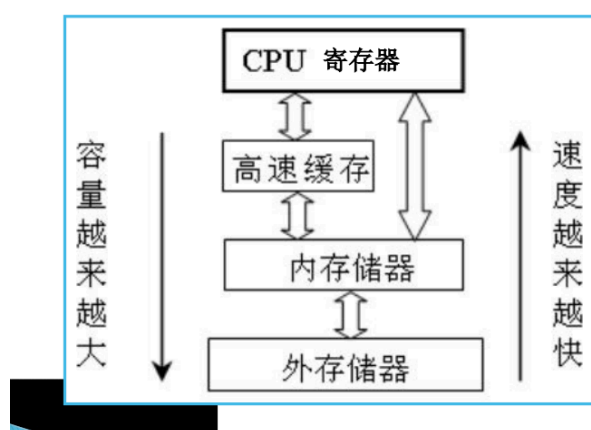 CPU 寄存器
高速缓存
内存储器
外存储器
容量越来越大
速度越来越快